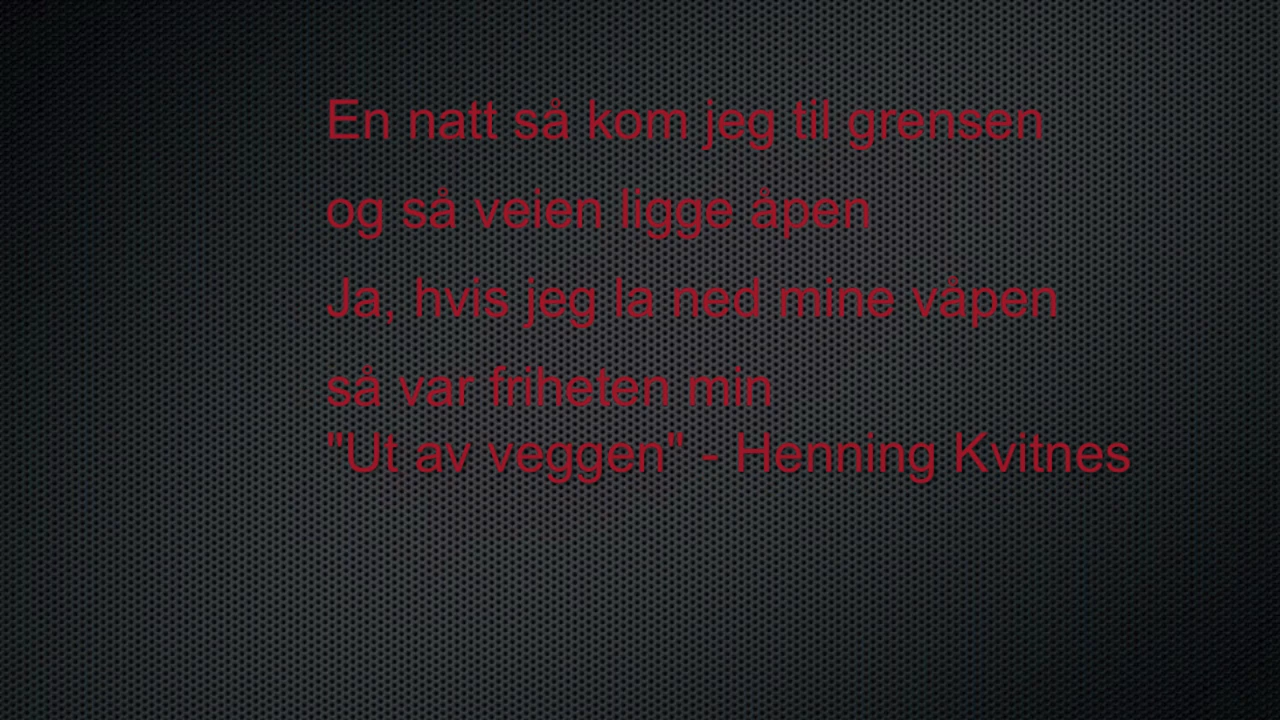 En natt så kom jeg til grensen
og så veien ligge åpen
Ja, hvis jeg la ned mine våpen
så var friheten min
"Ut av veggen" - Henning Kvitnes